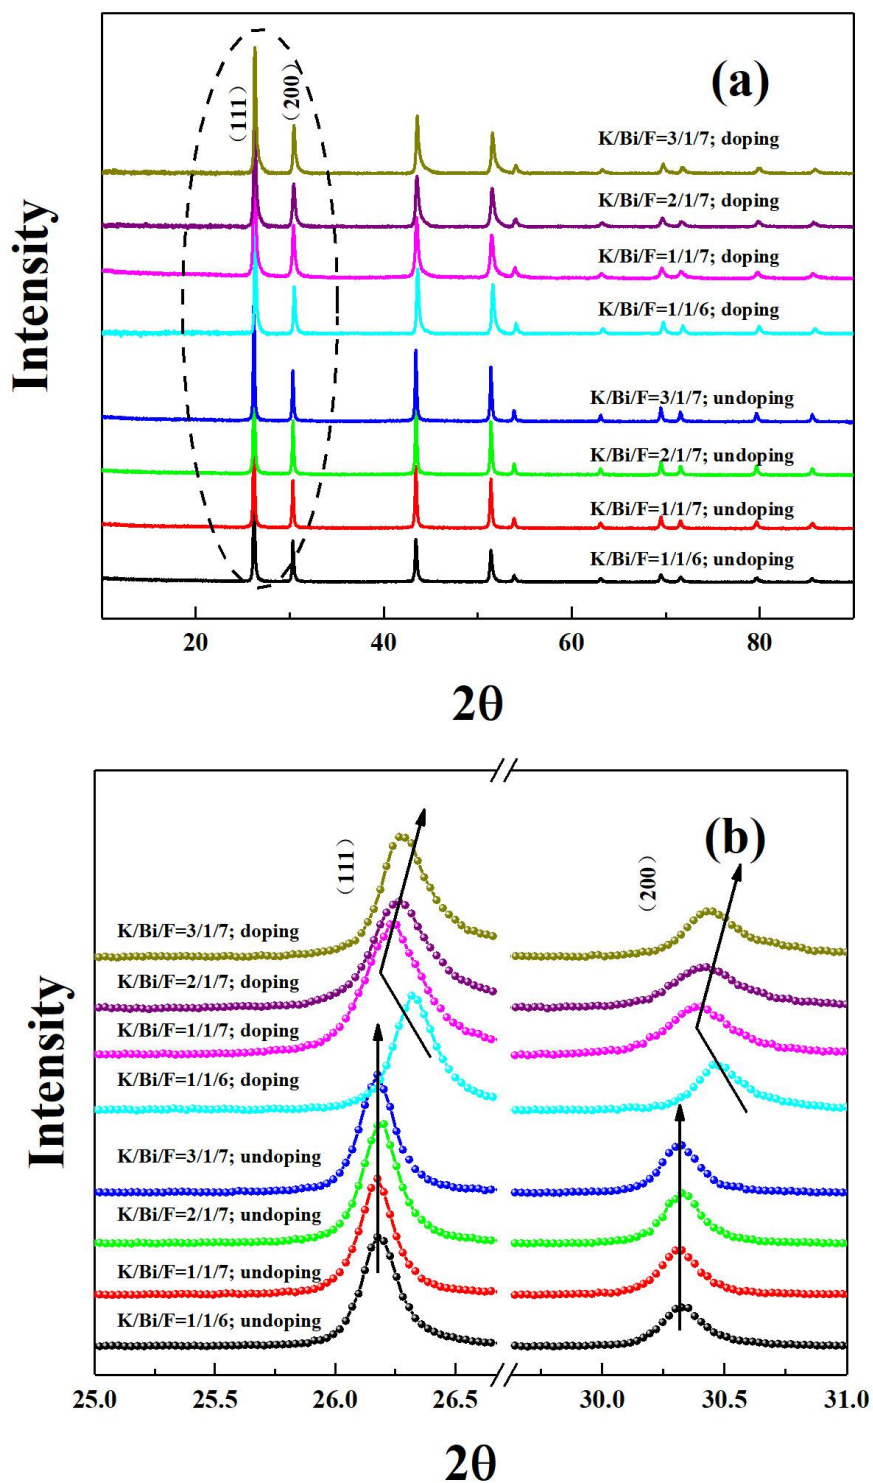 (a)
（111）
（200）
K/Bi/F=3/1/7; doping
K/Bi/F=2/1/7; doping
K/Bi/F=1/1/7; doping
K/Bi/F=1/1/6; doping
K/Bi/F=3/1/7; undoping
K/Bi/F=2/1/7; undoping
K/Bi/F=1/1/7; undoping
K/Bi/F=1/1/6; undoping
Intensity
20 40 60 80
2θ
(b)
（111）
（200）
K/Bi/F=3/1/7; doping
K/Bi/F=2/1/7; doping
K/Bi/F=1/1/7; doping
K/Bi/F=1/1/6; doping
K/Bi/F=3/1/7; undoping
K/Bi/F=2/1/7; undoping
K/Bi/F=1/1/7; undoping
K/Bi/F=1/1/6; undoping
Intensity
25.0 25.5 26.0 26.5 30.0 30.5 31.0
2θ